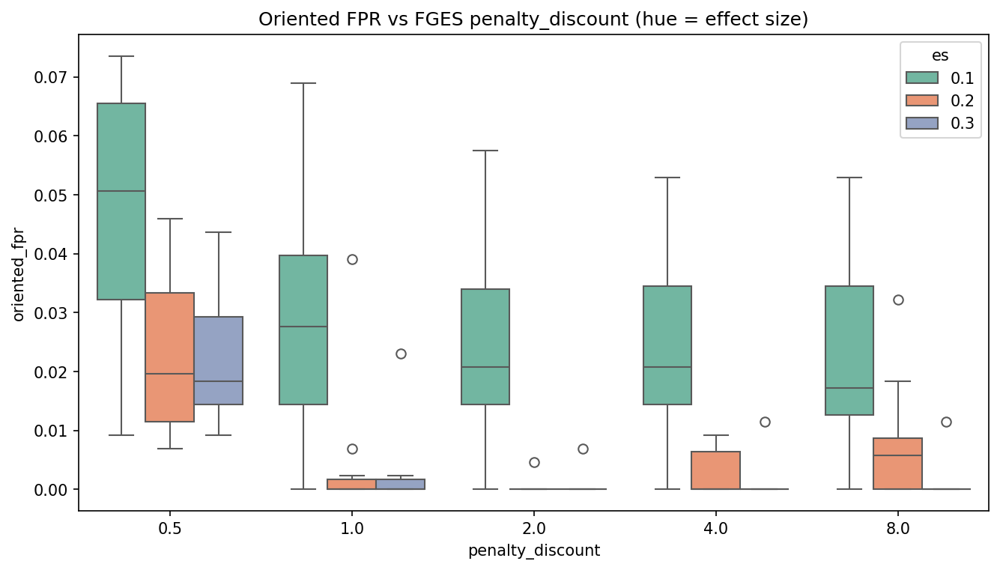 Oriented FPR vs FGES penalty_discount (hue = effect size)
es
0.1
0.2
0.3
0.07
0.06
0.05
0.04
0.03
0.02
0.01
0.00
oriented_fpr
0.5 1.0 2.0 4.0 8.0
penalty_discount